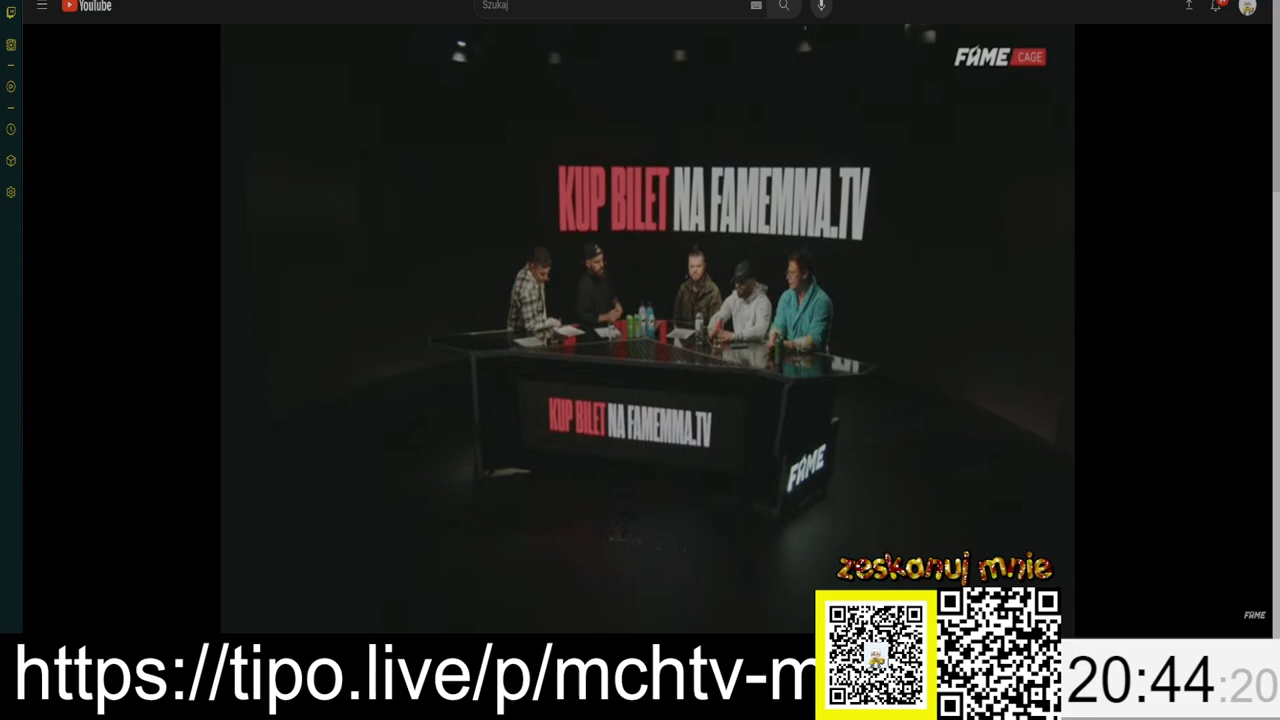 YouTube
Szukaj
FAME CAGE
KUP BILET NA FAMEMMA.TV
KUP BILET NA FAMEMMA.TV
FAME
zeskanuj mnie
FAME
https://tipo.live/p/mchtv-m
20:44:20